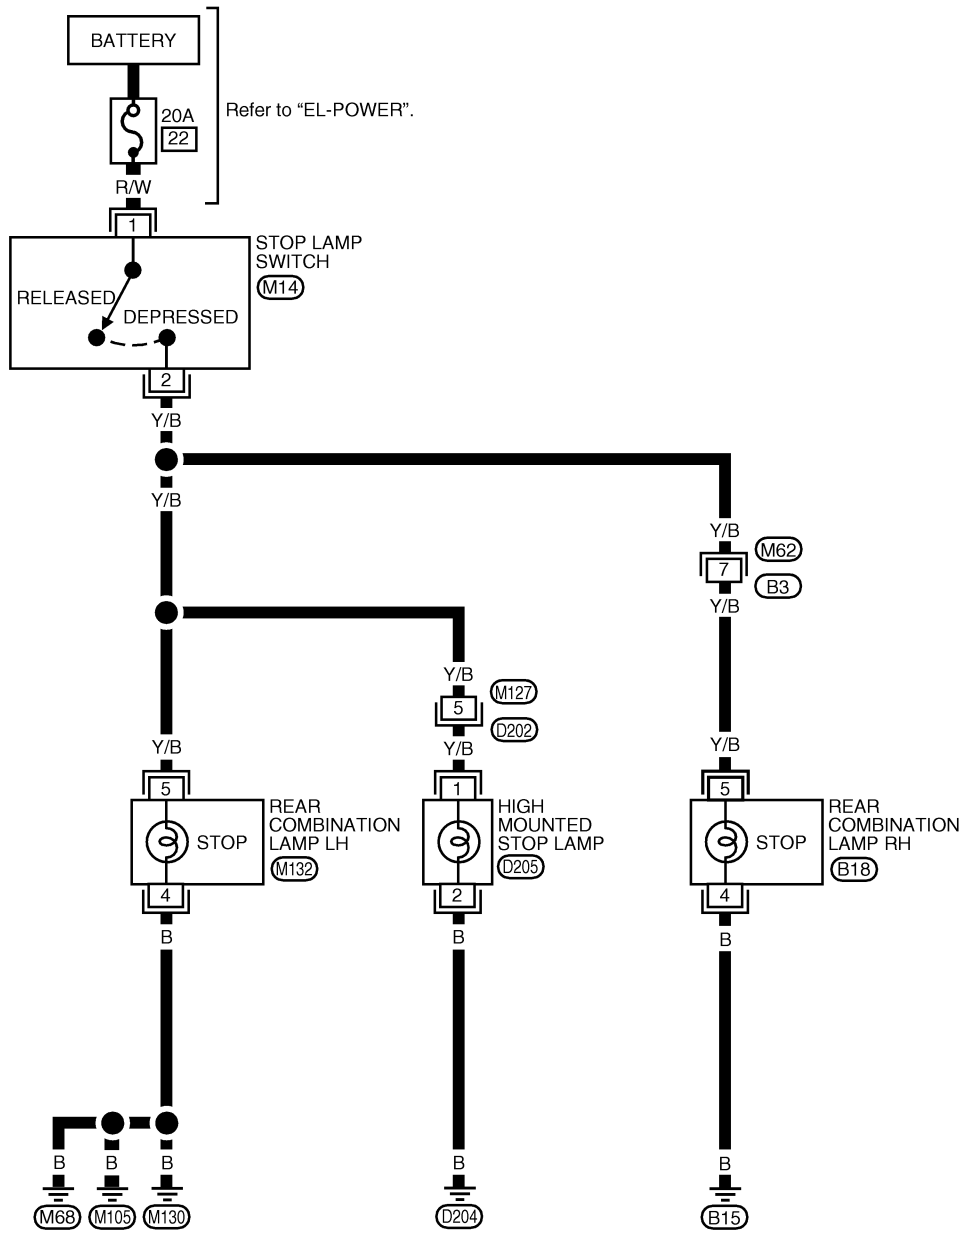 BATTERY
20A
22
Refer to “EL-POWER”.
R/W
1
STOP LAMP
SWITCH
M14
RELEASED
DEPRESSED
2
Y/B
Y/B
Y/B
M62
7
B3
Y/B
Y/B
M127
5
D202
Y/B
Y/B
Y/B
5
1
5
STOP
REAR
COMBINATION
LAMP LH
M132
HIGH
MOUNTED
STOP LAMP
D205
STOP
REAR
COMBINATION
LAMP RH
B18
4
2
4
B
B
B
B
B
B
B
B
M68
M105
M130
D204
B15